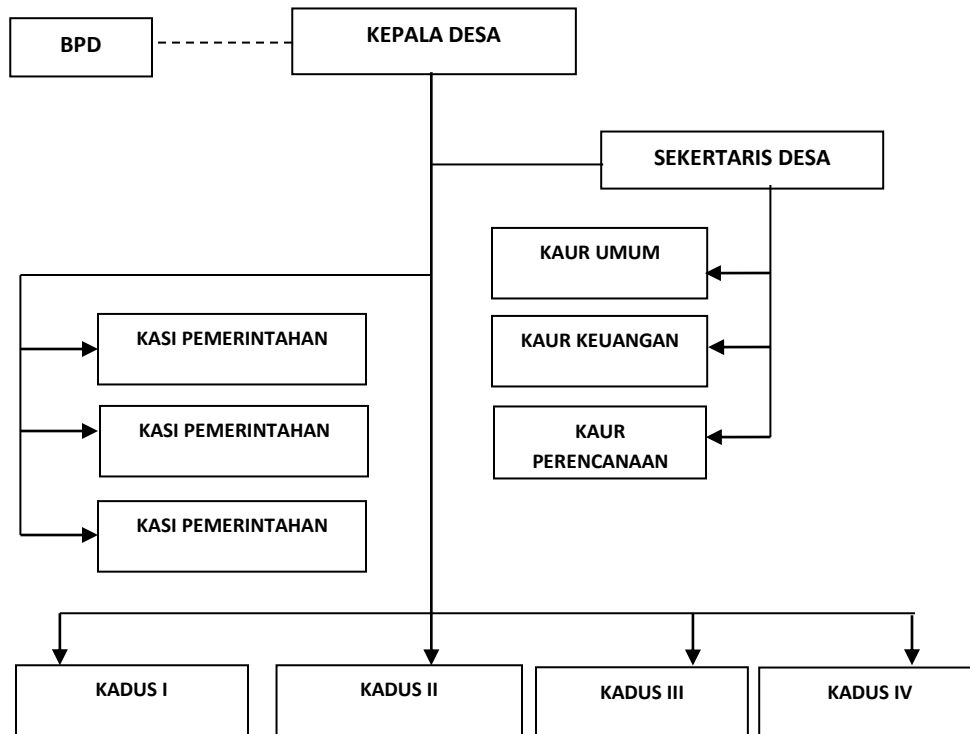 BPD
KEPALA DESA
SEKERTARIS DESA
KAUR UMUM
KASI PEMERINTAHAN
KAUR KEUANGAN
KASI PEMERINTAHAN
KAUR
PERENCANAAN
KASI PEMERINTAHAN
KADUS I
KADUS II
KADUS III
KADUS IV